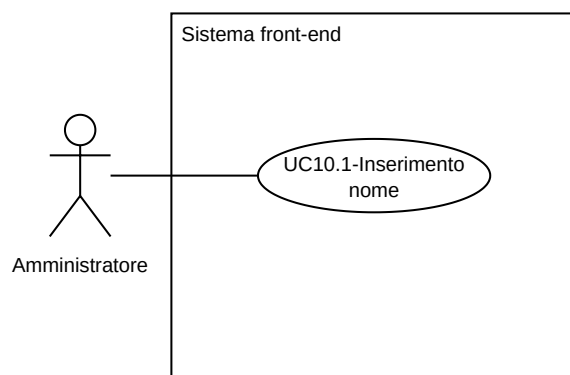 Sistema front-end
UC10.1-Inserimento
nome
Amministratore